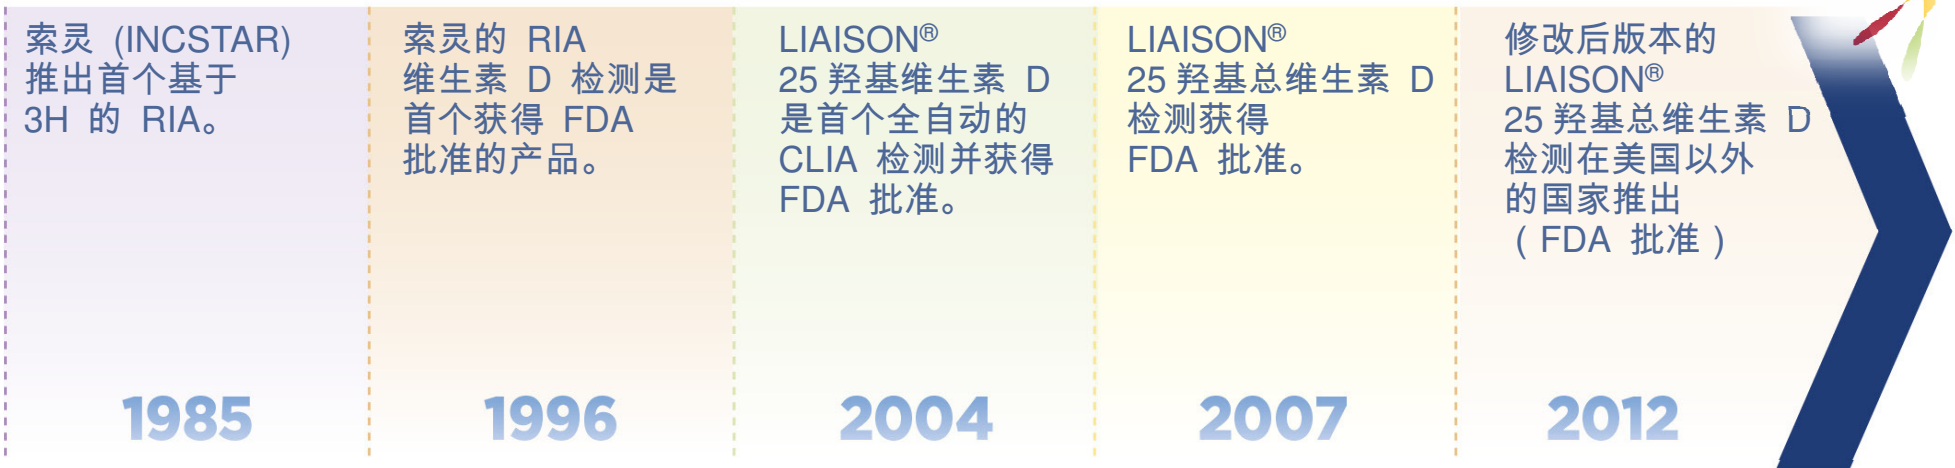 索灵 (INCSTAR)
推出首个基于
3H 的 RIA。
1985
索灵的 RIA
维生素 D 检测是
首个获得 FDA
批准的产品。
1996
LIAISON®
25 羟基维生素 D
是首个全自动的
CLIA 检测并获得
FDA 批准。
2004
LIAISON®
25 羟基总维生素 D
检测获得
FDA 批准。
2007
修改后版本的
LIAISON®
25 羟基总维生素 D
检测在美国以外
的国家推出
( FDA 批准 )
2012